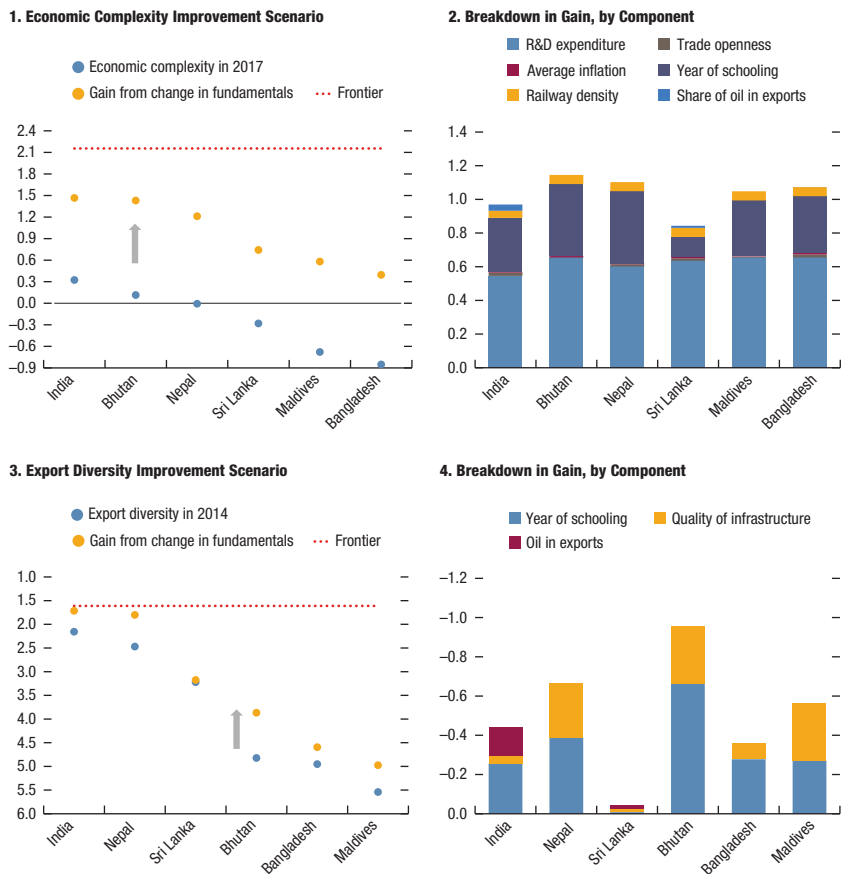 1. Economic Complexity Improvement Scenario
Economic complexity in 2017
Gain from change in fundamentals
Frontier
2.4
2.1
1.8
1.5
1.2
0.9
0.6
0.3
0.0
–0.3
–0.6
–0.9
India
Bhutan
Nepal
Sri Lanka
Maldives
Bangladesh
2. Breakdown in Gain, by Component
R&D expenditure
Trade openness
Average inflation
Year of schooling
Railway density
Share of oil in exports
1.4
1.2
1.0
0.8
0.6
0.4
0.2
0.0
India
Bhutan
Nepal
Sri Lanka
Maldives
Bangladesh
3. Export Diversity Improvement Scenario
Export diversity in 2014
Gain from change in fundamentals
Frontier
1.0
1.5
2.0
2.5
3.0
3.5
4.0
4.5
5.0
5.5
6.0
India
Nepal
Sri Lanka
Bhutan
Bangladesh
Maldives
4. Breakdown in Gain, by Component
Year of schooling
Quality of infrastructure
Oil in exports
–1.2
–1.0
–0.8
–0.6
–0.4
–0.2
0.0
India
Nepal
Sri Lanka
Bhutan
Bangladesh
Maldives